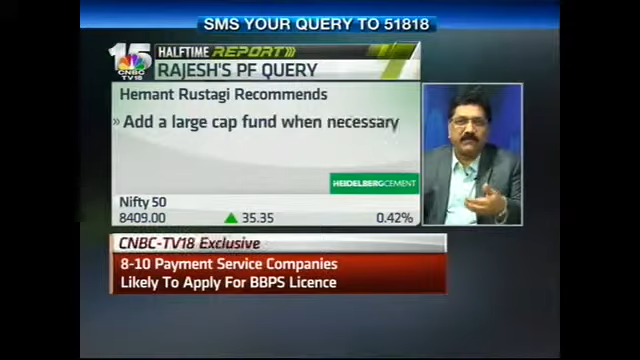 SMS YOUR QUERY TO 51818
15
CNBC
TV18
HALFTIME REPORT
RAJESH'S PF QUERY
Hemant Rustagi Recommends
» Add a large cap fund when necessary
HEIDELBERGCEMENT
Nifty 50
8409.00 ▲ 35.35 0.42%
CNBC-TV18 Exclusive
8-10 Payment Service Companies
Likely To Apply For BBPS Licence